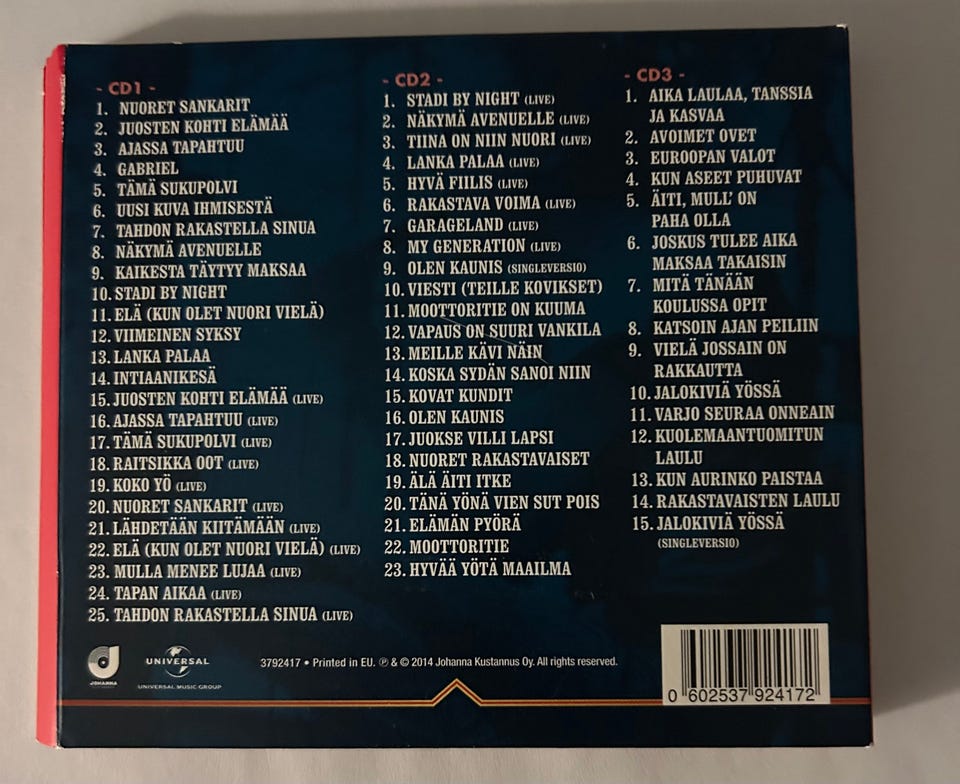 - CD1 -
1. NUORET SANKARIT
2. JUOSTEN KOHTI ELÄMÄÄ
3. AJASSA TAPAHTUU
4. GABRIEL
5. TÄMÄ SUKUPOLVI
6. UUSI KUVA IHMISESTÄ
7. TAHDON RAKASTELLA SINUA
8. NÄKYMÄ AVENUELLE
9. KAIKESTA TÄYTYY MAKSAA
10. STADI BY NIGHT
11. ELÄ (KUN OLET NUORI VIELÄ)
12. VIIMEINEN SYKSY
13. LANKA PALAA
14. INTIAANIKESÄ
15. JUOSTEN KOHTI ELÄMÄÄ (LIVE)
16. AJASSA TAPAHTUU (LIVE)
17. TÄMÄ SUKUPOLVI (LIVE)
18. RAITSIKKA OOT (LIVE)
19. KOKO YÖ (LIVE)
20. NUORET SANKARIT (LIVE)
21. LÄHDETÄÄN KIITÄMÄÄN (LIVE)
22. ELÄ (KUN OLET NUORI VIELÄ) (LIVE)
23. MULLA MENEE LUJAA (LIVE)
24. TAPAN AIKAA (LIVE)
25. TAHDON RAKASTELLA SINUA (LIVE)
- CD2 -
1. STADI BY NIGHT (LIVE)
2. NÄKYMÄ AVENUELLE (LIVE)
3. TIINA ON NIIN NUORI (LIVE)
4. LANKA PALAA (LIVE)
5. HYVÄ FIILIS (LIVE)
6. RAKASTAVA VOIMA (LIVE)
7. GARAGELAND (LIVE)
8. MY GENERATION (LIVE)
9. OLEN KAUNIS (SINGLEVERSIO)
10. VIESTI (TEILLE KOVIKSET)
11. MOOTTORITIE ON KUUMA
12. VAPAUS ON SUURI VANKILA
13. MEILLE KÄVI NÄIN
14. KOSKA SYDÄN SANOI NIIN
15. KOVAT KUNDIT
16. OLEN KAUNIS
17. JUOKSE VILLI LAPSI
18. NUORET RAKASTAVAISET
19. ÄLÄ ÄITI ITKE
20. TÄNÄ YÖNÄ VIEN SUT POIS
21. ELÄMÄN PYÖRÄ
22. MOOTTORITIE
23. HYVÄÄ YÖTÄ MAAILMA
- CD3 -
1. AIKA LAULAA, TANSSIA
JA KASVAA
2. AVOIMET OVET
3. EUROOPAN VALOT
4. KUN ASEET PUHUVAT
5. ÄITI, MULL' ON
PAHA OLLA
6. JOSKUS TULEE AIKA
MAKSAA TAKAISIN
7. MITÄ TÄNÄÄN
KOULUSSA OPIT
8. KATSOIN AJAN PEILIIN
9. VIELÄ JOSSAIN ON
RAKKAUTTA
10. JALOKIVIÄ YÖSSÄ
11. VARJO SEURAA ONNEAIN
12. KUOLEMAANTUOMITUN
LAULU
13. KUN AURINKO PAISTAA
14. RAKASTAVAISTEN LAULU
15. JALOKIVIÄ YÖSSÄ
(SINGLEVERSIO)
JOHANNA
UNIVERSAL
UNIVERSAL MUSIC GROUP
3792417 • Printed in EU. ℗ & © 2014 Johanna Kustannus Oy. All rights reserved.
0 602537 924172